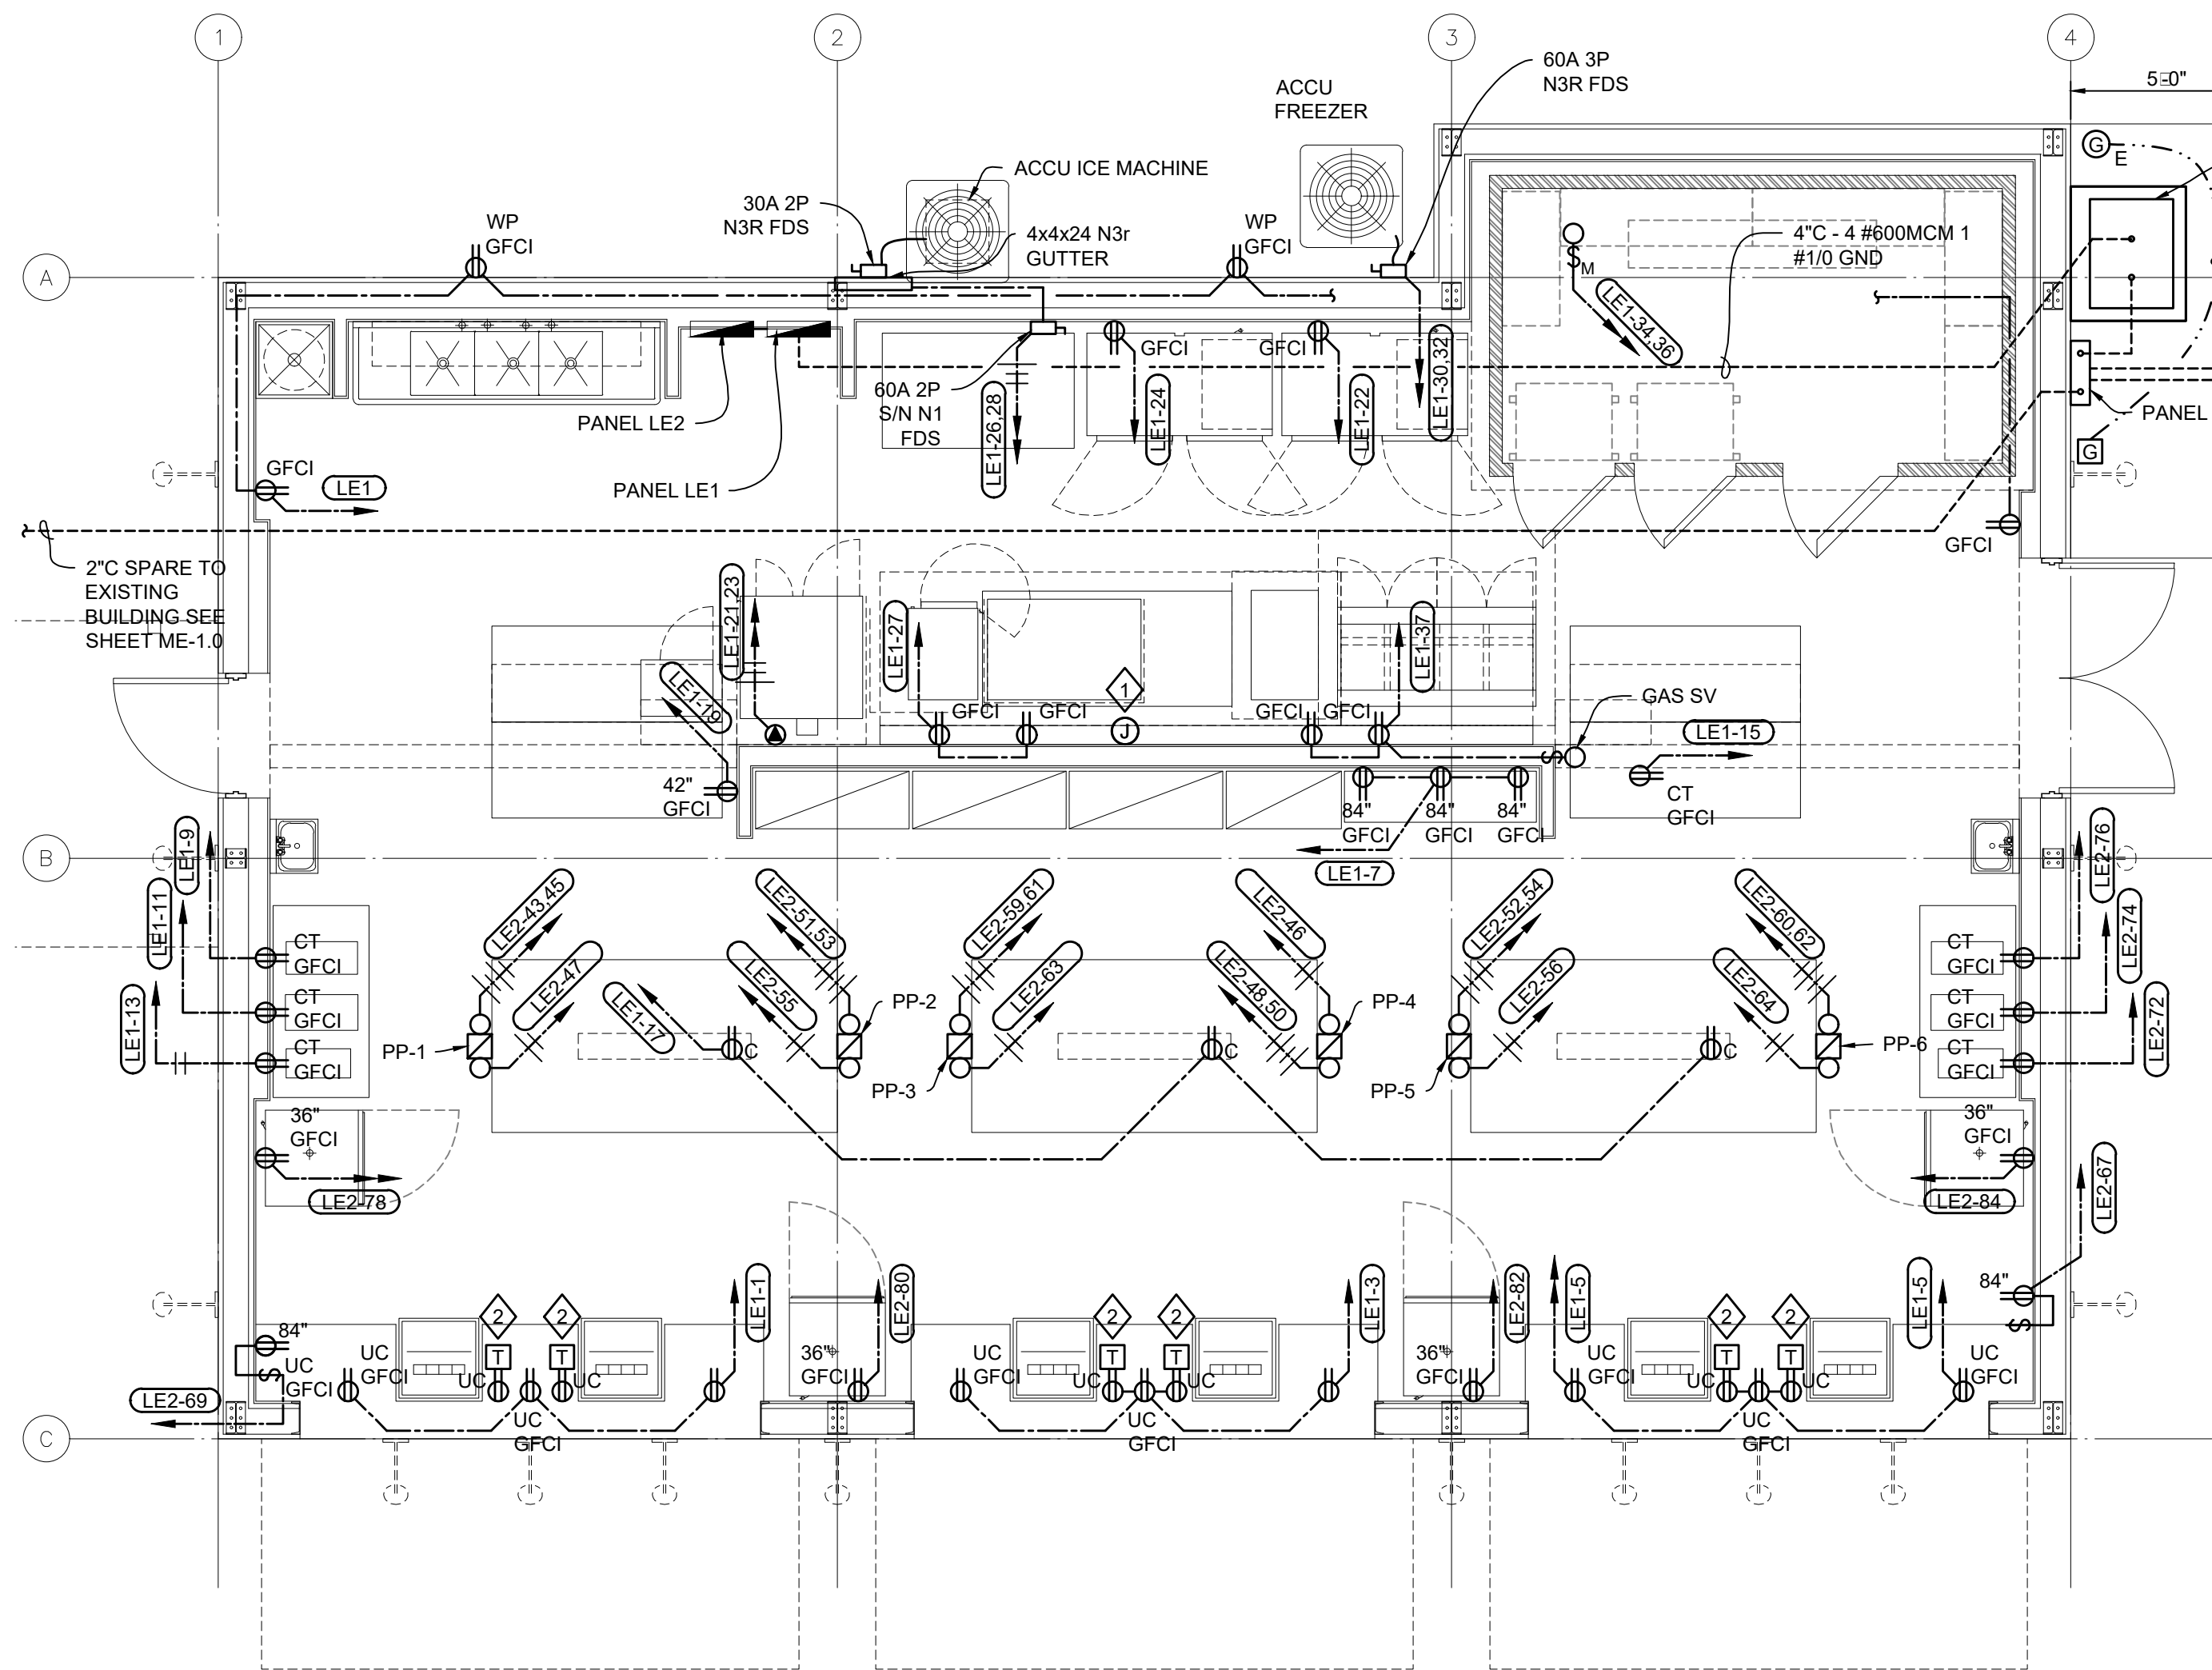 1
2
3
4
60A 3P
N3R FDS
5-0"
ACCU
FREEZER
G
E
ACCU ICE MACHINE
30A 2P
N3R FDS
WP
GFCI
4x4x24 N3r
GUTTER
WP
GFCI
4"C - 4 #600MCM 1
#1/0 GND
S
M
A
LE1-34,36
GFCI
GFCI
LE1-30,32
60A 2P
S/N N1
FDS
LE1-26,28
LE1-24
LE1-22
PANEL LE2
PANEL
G
GFCI
LE1
PANEL LE1
GFCI
2"C SPARE TO
EXISTING
BUILDING SEE
SHEET ME-1.0
LE1-21,23
LE1-27
LE1-37
LE1-19
1
GAS SV
GFCI
GFCI
GFCI
GFCI
J
LE1-15
S
42"
GFCI
CT
GFCI
84"
GFCI
84"
GFCI
84"
GFCI
LE1-7
B
LE1-9
LE1-11
LE1-13
LE2-76
LE2-74
LE2-72
LE2-43,45
LE2-51,53
LE2-59,61
LE2-46
LE2-52,54
LE2-60,62
CT
GFCI
CT
GFCI
CT
GFCI
LE2-47
LE1-17
LE2-55
LE2-63
LE2-48,50
LE2-56
LE2-64
CT
GFCI
CT
GFCI
CT
GFCI
PP-1
PP-2
PP-3
PP-4
PP-5
PP-6
C
C
C
36"
GFCI
LE2-78
36"
GFCI
LE2-84
LE2-67
LE1-1
LE2-80
LE1-3
LE2-82
LE1-5
LE1-5
84"
84"
S
S
2
2
2
2
2
2
T
T
T
T
T
T
UC
GFCI
UC
GFCI
UC
UC
36"
GFCI
UC
GFCI
UC
UC
36"
GFCI
UC
GFCI
UC
UC
UC
GFCI
LE2-69
UC
GFCI
UC
GFCI
UC
GFCI
C